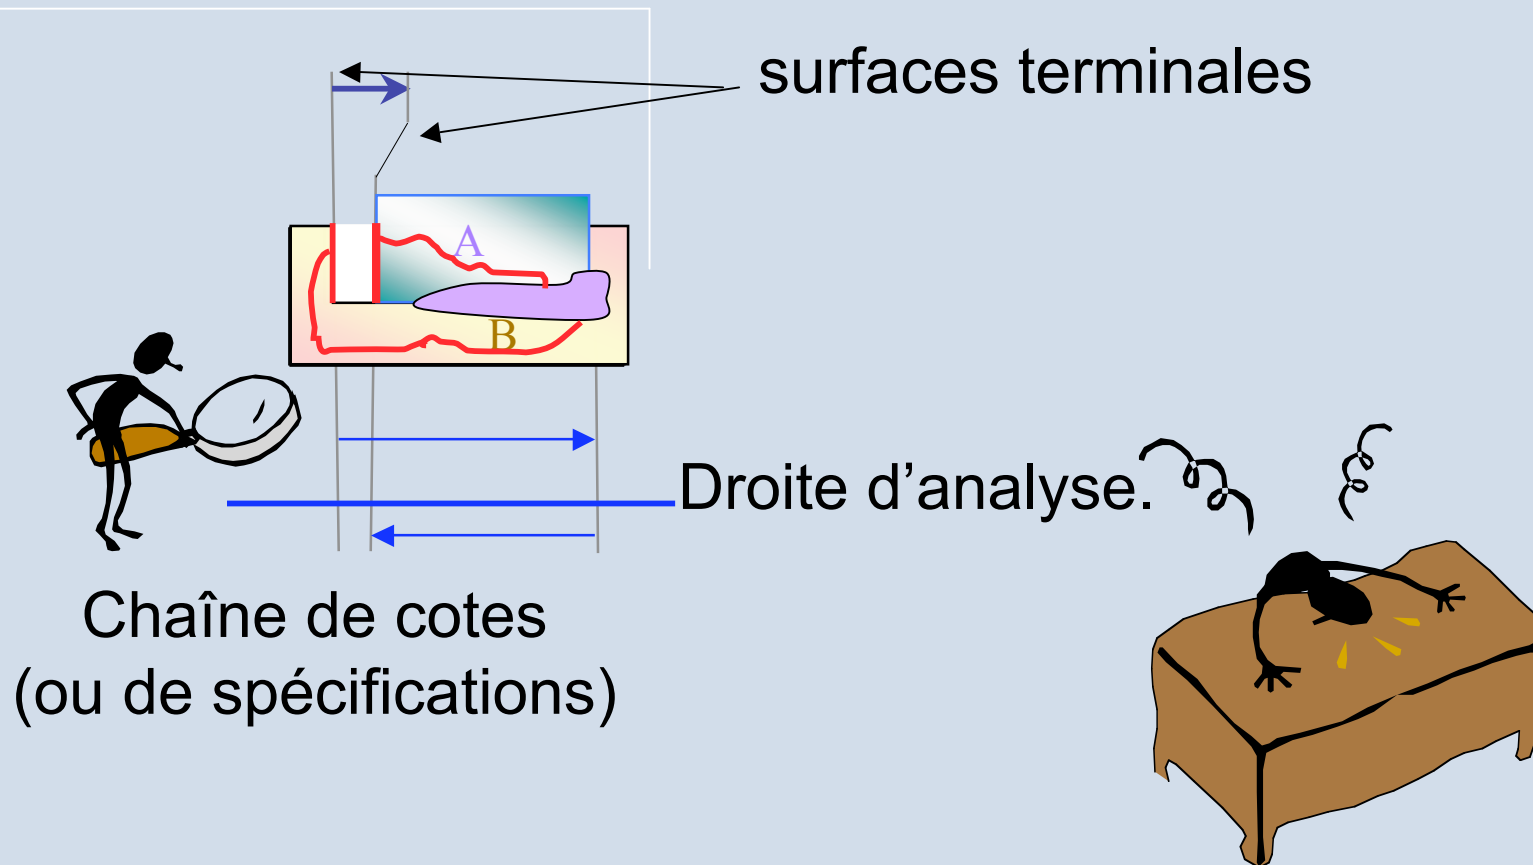 surfaces terminales
A
B
Droite d’analyse.
Chaîne de cotes
(ou de spécifications)